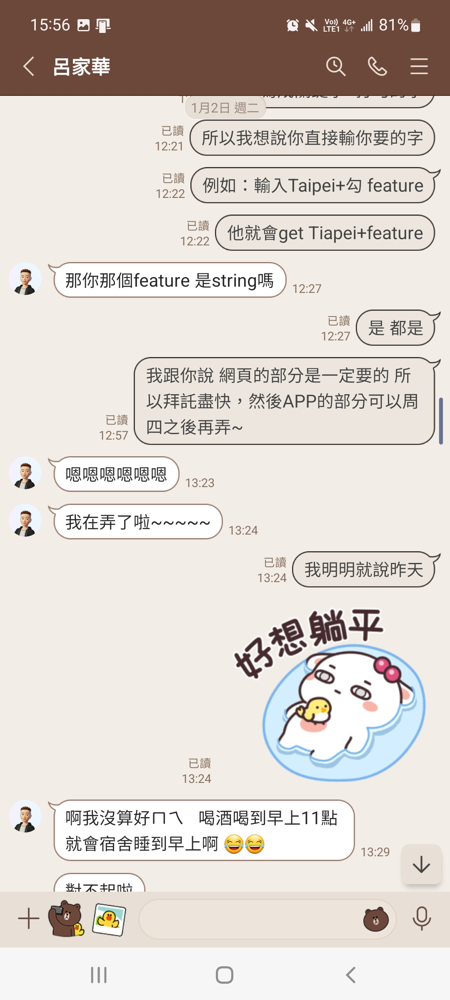 15:56
Vo)) LTE1 4G+ 81%
呂家華
1月2日 週二
已讀
12:21
所以我想說你直接輸你要的字
已讀
12:22
例如：輸入Taipei+勾 feature
已讀
12:22
他就會get Tiapei+feature
那你那個feature 是string嗎
12:27
已讀
12:27
是 都是
我跟你說 網頁的部分是一定要的 所
以拜託盡快，然後APP的部分可以周
四之後再弄~
已讀
12:57
嗯嗯嗯嗯嗯嗯
13:23
我在弄了啦~~~~~
13:24
已讀
13:24
我明明就說昨天
好想躺平
已讀
13:24
啊我沒算好ㄇㄟ 喝酒喝到早上11點
就會宿舍睡到早上啊 😂😂
13:29
對不起啦